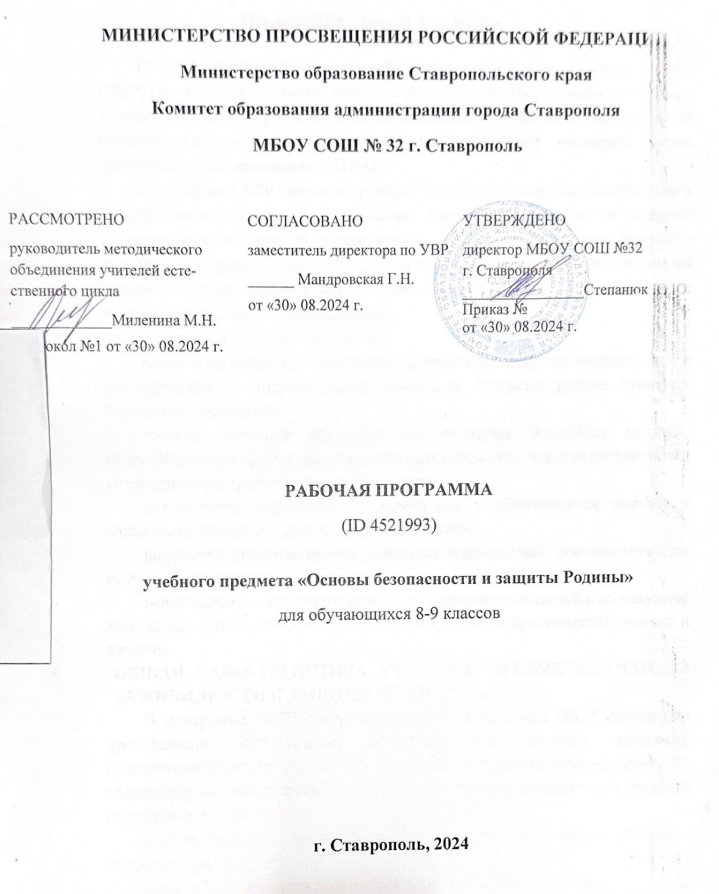 МИНИСТЕРСТВО ПРОСВЕЩЕНИЯ РОССИЙСКОЙ ФЕДЕРАЦИ
Министерство образование Ставропольского края
Комитет образования администрации города Ставрополя
МБОУ СОШ № 32 г. Ставрополь
РАССМОТРЕНО
руководитель методического
объединения учителей есте-
ственного цикла
Миленина М.Н.
окол №1 от «30» 08.2024 г.
СОГЛАСОВАНО
заместитель директора по УВР
______ Мандровская Г.Н.
от «30» 08.2024 г.
УТВЕРЖДЕНО
директор МБОУ СОШ №32
г. Ставрополя
Степанюк Ю.О.
Приказ №
от «30» 08.2024 г.
РАБОЧАЯ ПРОГРАММА
(ID 4521993)
учебного предмета «Основы безопасности и защиты Родины»
для обучающихся 8-9 классов
г. Ставрополь, 2024